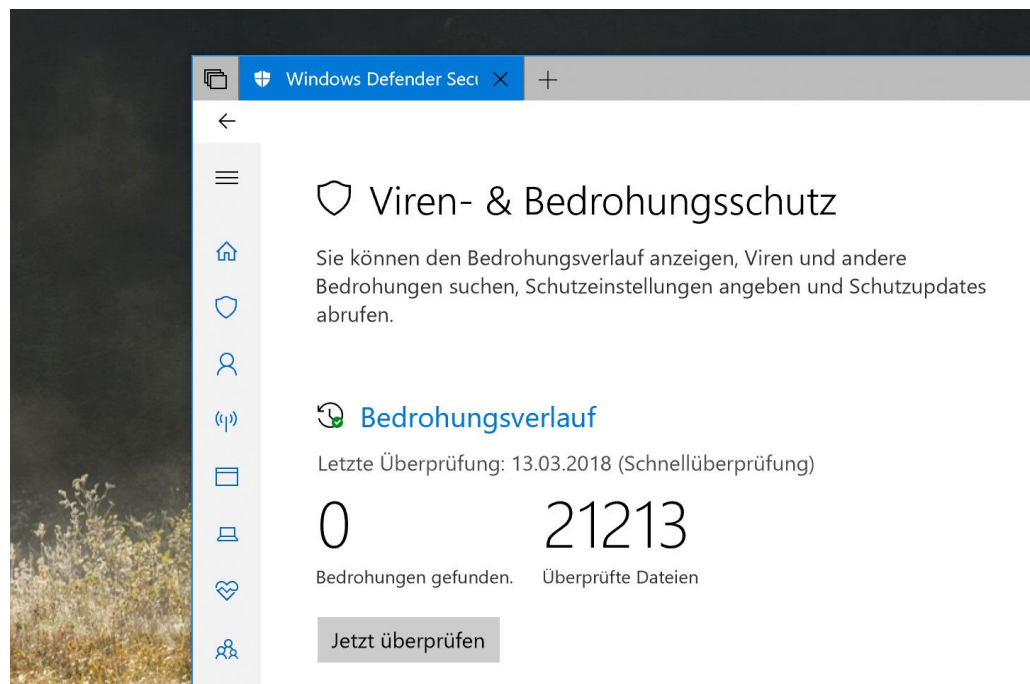 Windows Defender Secu
Viren- & Bedrohungsschutz
Sie können den Bedrohungsverlauf anzeigen, Viren und andere
Bedrohungen suchen, Schutzeinstellungen angeben und Schutzupdates
abrufen.
Bedrohungsverlauf
Letzte Überprüfung: 13.03.2018 (Schnellüberprüfung)
0 21213
Bedrohungen gefunden. Überprüfte Dateien
Jetzt überprüfen